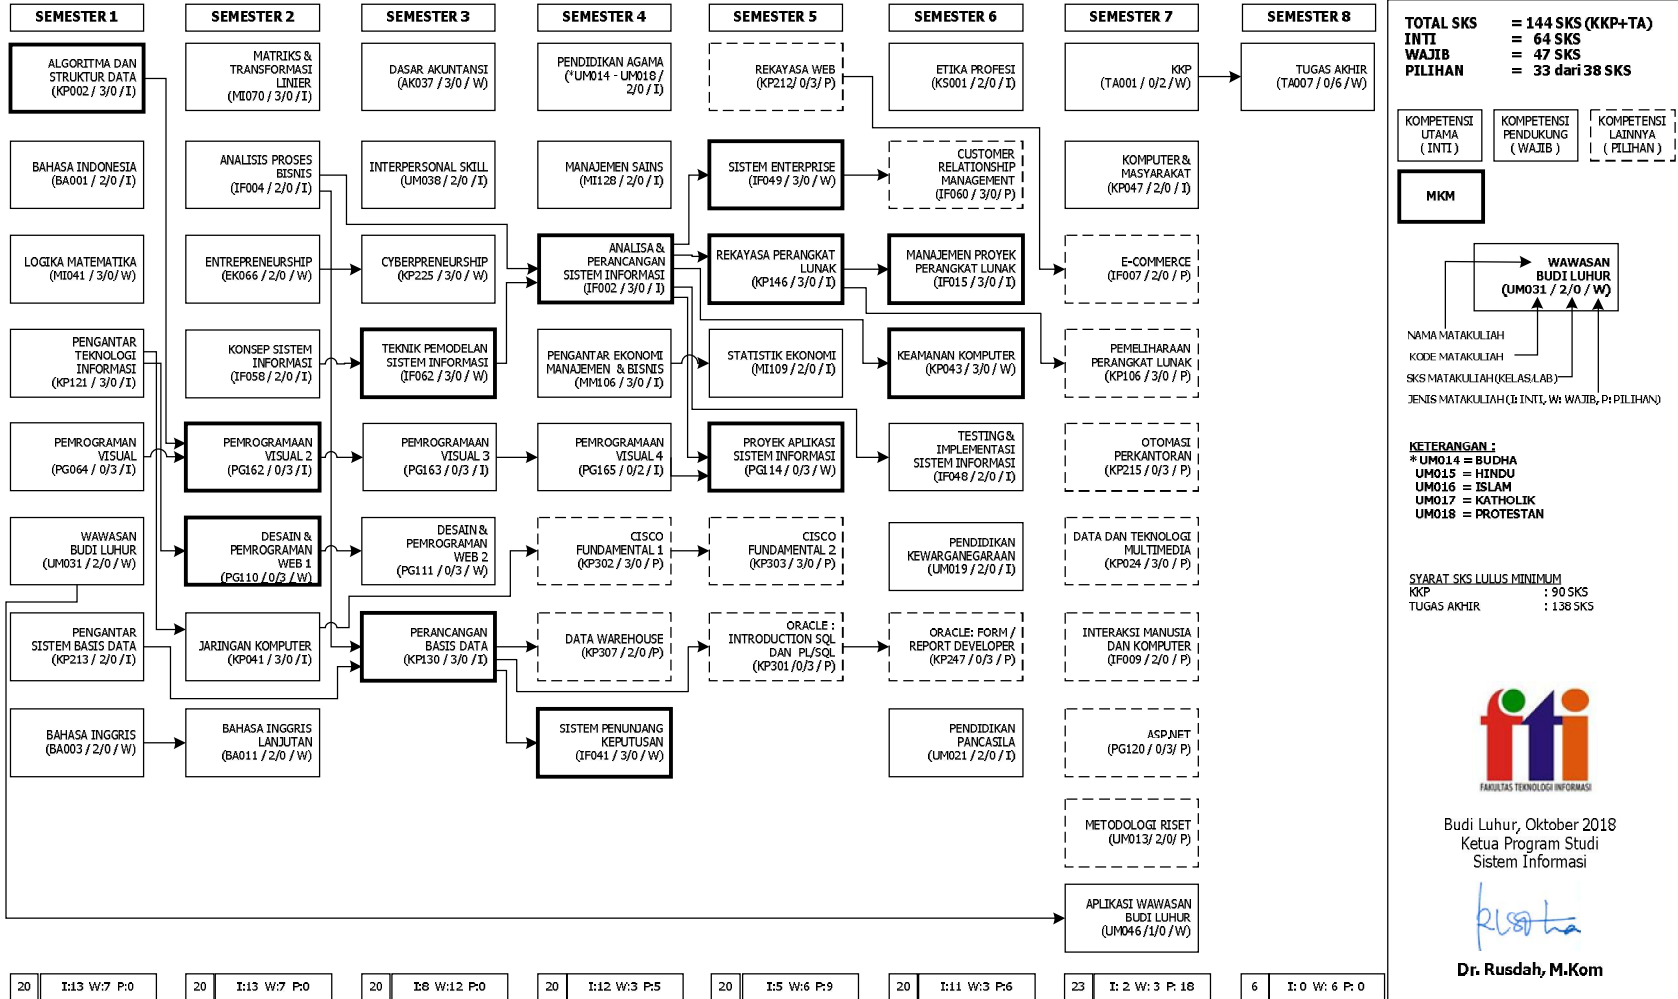 SEMESTER 1
ALGORITMA DAN
STRUKTUR DATA
(KP002 / 3/0 / I)
BAHASA INDONESIA
(BA001 / 2/0 / I)
LOGIKA MATEMATIKA
(MI041 / 3/0/ W)
PENGANTAR
TEKNOLOGI
INFORMASI
(KP121 / 3/0 / I)
PEMROGRAMAN
VISUAL
(PG064 / 0/3 / I)
WAWASAN
BUDI LUHUR
(UM031 / 2/0 / W)
PENGANTAR
SISTEM BASIS DATA
(KP213 / 2/0 / I)
BAHASA INGGRIS
(BA003 / 2/0 / W)
20 I:13 W:7 P:0
SEMESTER 2
MATRIKS &
TRANSFORMASI
LINIER
(MI070 / 3/0 / I)
ANALISIS PROSES
BISNIS
(IF004 / 2/0 / I)
ENTREPRENEURSHIP
(EK066 / 2/0 / W)
KONSEP SISTEM
INFORMASI
(IF058 / 2/0 / I)
PEMROGRAMAAN
VISUAL 2
(PG162 / 0/3 / I)
DESAIN &
PEMROGRAMAN
WEB 1
(PG110 / 0/3 / W)
JARINGAN KOMPUTER
(KP041 / 3/0 / I)
BAHASA INGGRIS
LANJUTAN
(BA011 / 2/0 / W)
20 I:13 W:7 P:0
SEMESTER 3
DASAR AKUNTANSI
(AK037 / 3/0 / W)
INTERPERSONAL SKILL
(UM038 / 2/0 / I)
CYBERPRENEURSHIP
(KP225 / 3/0 / W)
TEKNIK PEMODELAN
SISTEM INFORMASI
(IF062 / 3/0 / W)
PEMROGRAMAAN
VISUAL 3
(PG163 / 0/3 / I)
DESAIN &
PEMROGRAMAN
WEB 2
(PG111 / 0/3 / W)
PERANCANGAN
BASIS DATA
(KP130 / 3/0 / I)
20 I:8 W:12 P:0
SEMESTER 4
PENDIDIKAN AGAMA
(*UM014 - UM018 /
2/0 / I)
MANAJEMEN SAINS
(MI128 / 2/0 / I)
ANALISA &
PERANCANGAN
SISTEM INFORMASI
(IF002 / 3/0 / I)
PENGANTAR EKONOMI
MANAJEMEN & BISNIS
(MM106 / 3/0 / I)
PEMROGRAMAAN
VISUAL 4
(PG165 / 0/2 / I)
CISCO
FUNDAMENTAL 1
(KP302 / 3/0 / P)
DATA WAREHOUSE
(KP307 / 2/0 /P)
SISTEM PENUNJANG
KEPUTUSAN
(IF041 / 3/0 / W)
20 I:12 W:3 P:5
SEMESTER 5
REKAYASA WEB
(KP212/ 0/3/ P)
SISTEM ENTERPRISE
(IF049 / 3/0 / W)
REKAYASA PERANGKAT
LUNAK
(KP146 / 3/0 / I)
STATISTIK EKONOMI
(MI109 / 2/0 / I)
PROYEK APLIKASI
SISTEM INFORMASI
(PG114 / 0/3 / W)
CISCO
FUNDAMENTAL 2
(KP303 / 3/0 / P)
ORACLE :
INTRODUCTION SQL
DAN PL/SQL
(KP301 /0/3 / P)
20 I:5 W:6 P:9
SEMESTER 6
ETIKA PROFESI
(KS001 / 2/0 / I)
CUSTOMER
RELATIONSHIP
MANAGEMENT
(IF060 / 3/0/ P)
MANAJEMEN PROYEK
PERANGKAT LUNAK
(IF015 / 3/0 / I)
KEAMANAN KOMPUTER
(KP043 / 3/0 / W)
TESTING &
IMPLEMENTASI
SISTEM INFORMASI
(IF048 / 2/0 / I)
PENDIDIKAN
KEWARGANEGARAAN
(UM019 / 2/0 / I)
ORACLE: FORM /
REPORT DEVELOPER
(KP247 / 0/3 / P)
PENDIDIKAN
PANCASILA
(UM021 / 2/0 / I)
20 I:11 W:3 P:6
SEMESTER 7
KKP
(TA001 / 0/2 / W)
KOMPUTER &
MASYARAKAT
(KP047 / 2/0 / I)
E-COMMERCE
(IF007 / 2/0 / P)
PEMELIHARAAN
PERANGKAT LUNAK
(KP106 / 3/0 / P)
OTOMASI
PERKANTORAN
(KP215 / 0/3 / P)
DATA DAN TEKNOLOGI
MULTIMEDIA
(KP024 / 3/0 / P)
INTERAKSI MANUSIA
DAN KOMPUTER
(IF009 / 2/0 / P)
ASP.NET
(PG120 / 0/3/ P)
METODOLOGI RISET
(UM013/ 2/0/ P)
APLIKASI WAWASAN
BUDI LUHUR
(UM046 /1/0 / W)
23 I: 2 W: 3 P: 18
SEMESTER 8
TUGAS AKHIR
(TA007 / 0/6 / W)
6 I: 0 W: 6 P: 0
TOTAL SKS = 144 SKS (KKP+TA)
INTI = 64 SKS
WAJIB = 47 SKS
PILIHAN = 33 dari 38 SKS
KOMPETENSI
UTAMA
( INTI )
KOMPETENSI
PENDUKUNG
( WAJIB )
KOMPETENSI
LAINNYA
( PILIHAN )
MKM
WAWASAN
BUDI LUHUR
(UM031 / 2/0 / W)
NAMA MATAKULIAH
KODE MATAKULIAH
SKS MATAKULIAH (KELAS/LAB)
JENIS MATAKULIAH ( I: INTI, W: WAJIB, P: PILIHAN)
KETERANGAN :
* UM014 = BUDHA
UM015 = HINDU
UM016 = ISLAM
UM017 = KATHOLIK
UM018 = PROTESTAN
SYARAT SKS LULUS MINIMUM
KKP : 90 SKS
TUGAS AKHIR : 138 SKS
fti
FAKULTAS TEKNOLOGI INFORMASI
Budi Luhur, Oktober 2018
Ketua Program Studi
Sistem Informasi
Dr. Rusdah, M.Kom